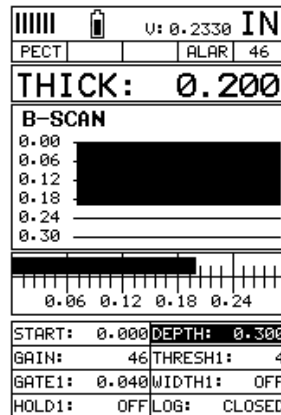 V: 0.2330 IN
PECT ALAR 46
THICK: 0.200
B-SCAN
0.00
0.06
0.12
0.18
0.24
0.30
0.06 0.12 0.18 0.24
START: 0.000 DEPTH: 0.300
GAIN: 46 THRESH1: 4
GATE1: 0.040 WIDTH1: OFF
HOLD1: OFF LOG: CLOSED